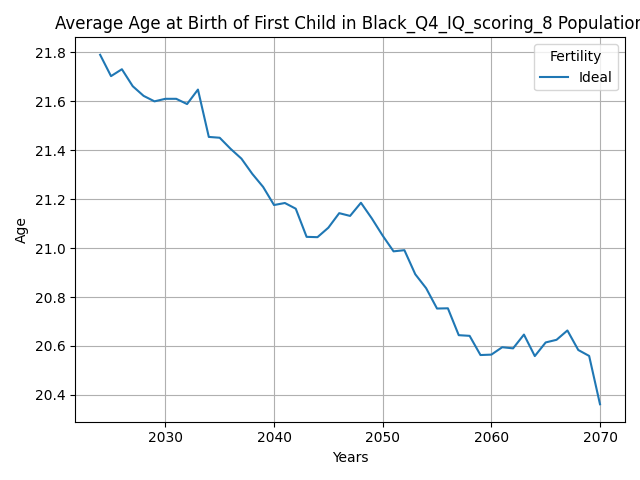 Average Age at Birth of First Child in Black_Q4_IQ_scoring_8 Population
Fertility
Ideal
21.8
21.6
21.4
21.2
21.0
20.8
20.6
20.4
Age
2030 2040 2050 2060 2070
Years